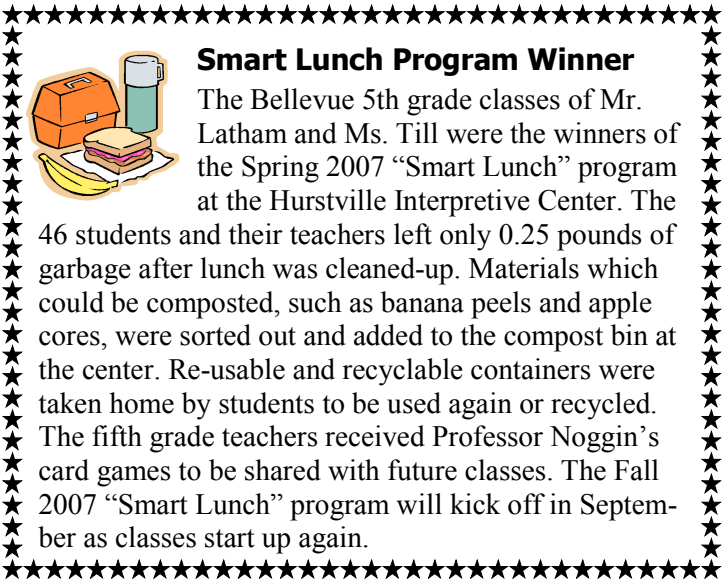 Smart Lunch Program Winner
The Bellevue 5th grade classes of Mr.
Latham and Ms. Till were the winners of
the Spring 2007 “Smart Lunch” program
at the Hurstville Interpretive Center. The
46 students and their teachers left only 0.25 pounds of
garbage after lunch was cleaned-up. Materials which
could be composted, such as banana peels and apple
cores, were sorted out and added to the compost bin at
the center. Re-usable and recyclable containers were
taken home by students to be used again or recycled.
The fifth grade teachers received Professor Noggin’s
card games to be shared with future classes. The Fall
2007 “Smart Lunch” program will kick off in Septem-
ber as classes start up again.